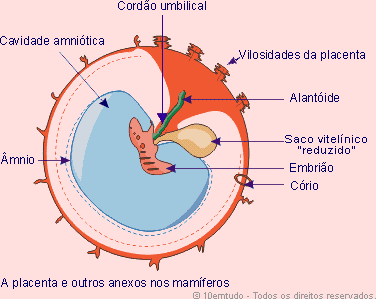 Cordão umbilical
Cavidade amniótica
Vilosidades da placenta
Alantóide
Saco vitelínico
"reduzido"
Âmnio
Embrião
Cório
A placenta e outros anexos nos mamíferos
© 10emtudo - Todos os direitos reservados.